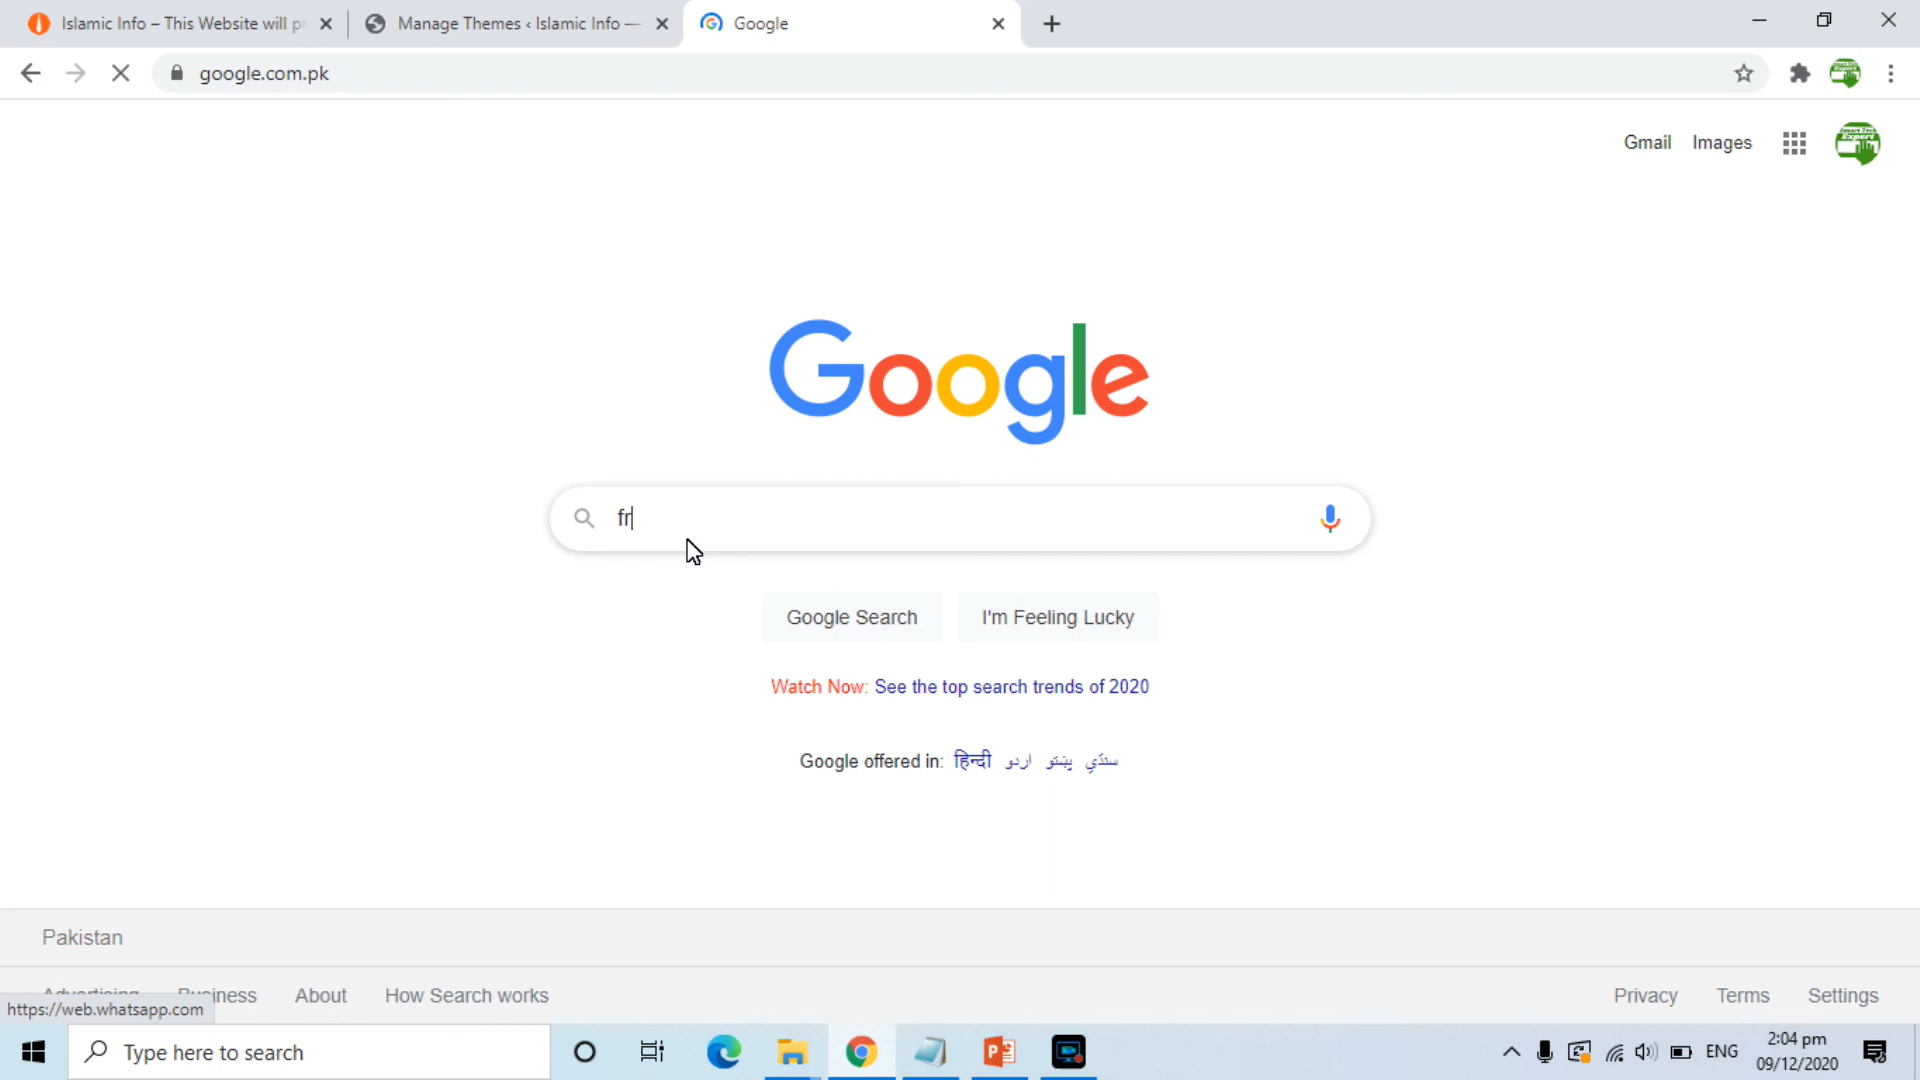 Islamic Info – This Website will pr
Manage Themes ‹ Islamic Info —
Google
google.com.pk
Gmail Images
Google
fr
Google Search I'm Feeling Lucky
Watch Now: See the top search trends of 2020
Google offered in: हिन्दी اردو پښتو سنڌي
Pakistan
Advertising Business About How Search works
Privacy Terms Settings
https://web.whatsapp.com
Type here to search
ENG
2:04 pm
09/12/2020